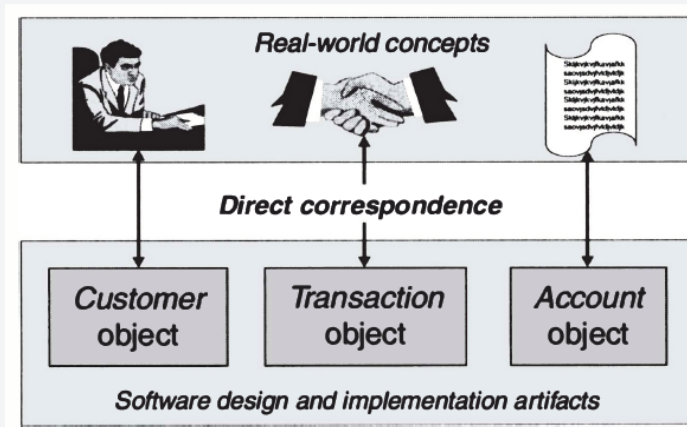 Real-world concepts
Direct correspondence
Customer
object
Transaction
object
Account
object
Software design and implementation artifacts